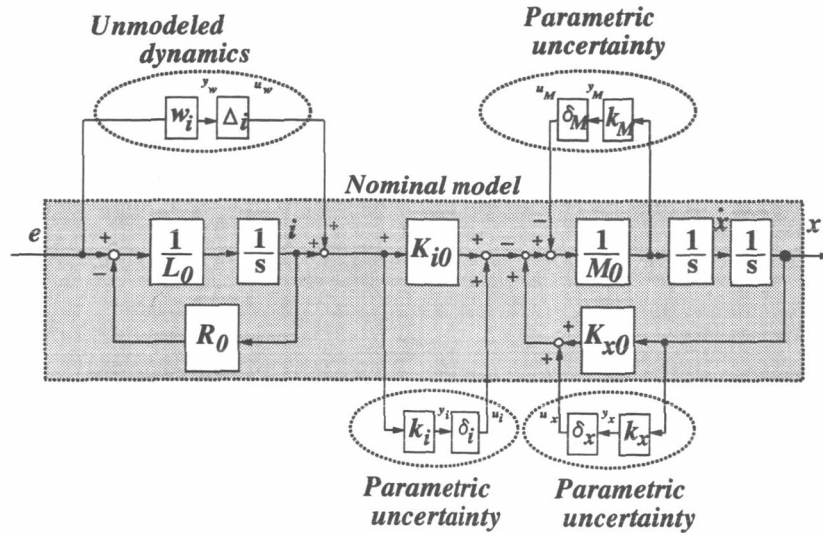 Unmodeled
dynamics
Parametric
uncertainty
y_w u_w
w_i Δ_i
u_M y_M
δ_M k_M
Nominal model
e + − 1/L_0 1/s i + + + K_i0 + + − + − + 1/M_0 1/s ẋ 1/s x
R_0
+ + K_x0
k_i y_i δ_i u_i
u_x δ_x y_x k_x
Parametric
uncertainty
Parametric
uncertainty